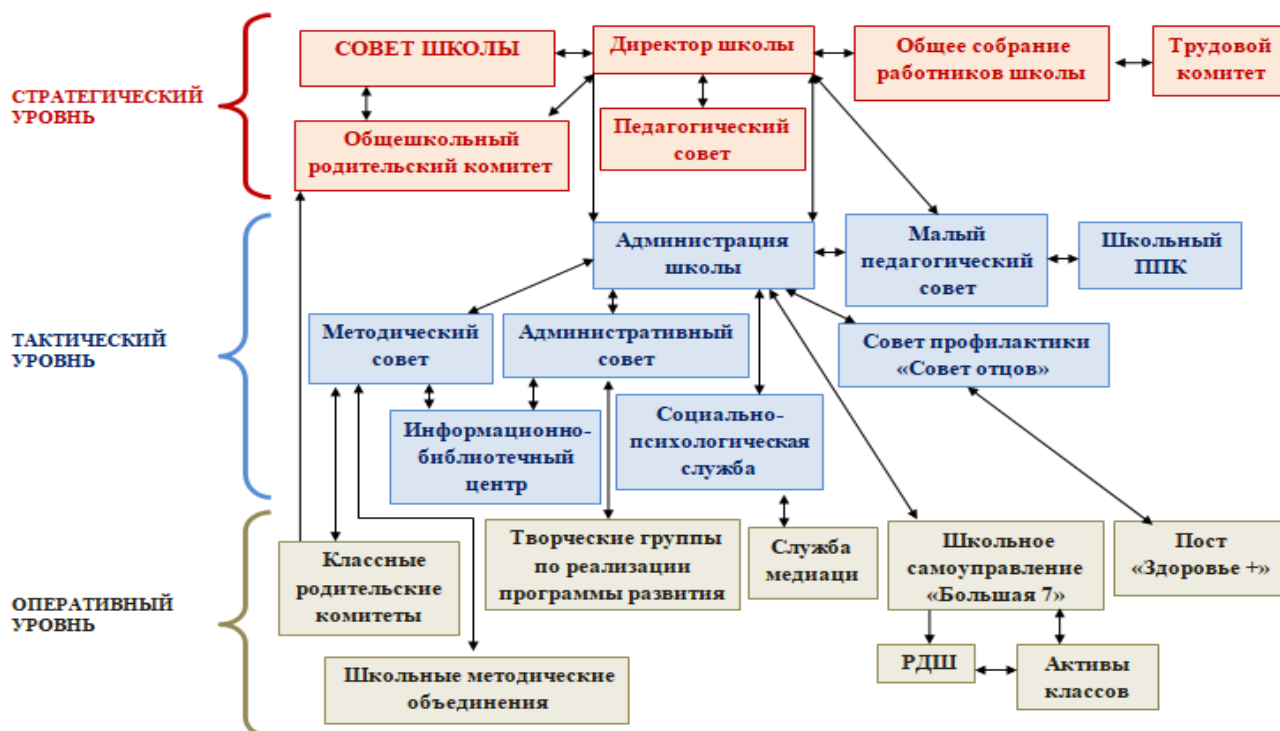 СТРАТЕГИЧЕСКИЙ
УРОВНЬ
СОВЕТ ШКОЛЫ
Директор школы
Общее собрание
работников школы
Трудовой
комитет
Общешкольный
родительский комитет
Педагогический
совет
ТАКТИЧЕСКИЙ
УРОВНЬ
Администрация
школы
Малый
педагогический
совет
Школьный
ППК
Методический
совет
Административный
совет
Совет профилактики
«Совет отцов»
Информационно-
библиотечный
центр
Социально-
психологическая
служба
ОПЕРАТИВНЫЙ
УРОВНЬ
Классные
родительские
комитеты
Творческие группы
по реализации
программы развития
Служба
медиаци
Школьное
самоуправление
«Большая 7»
Пост
«Здоровье +»
Школьные методические
объединения
РДШ
Активы
классов